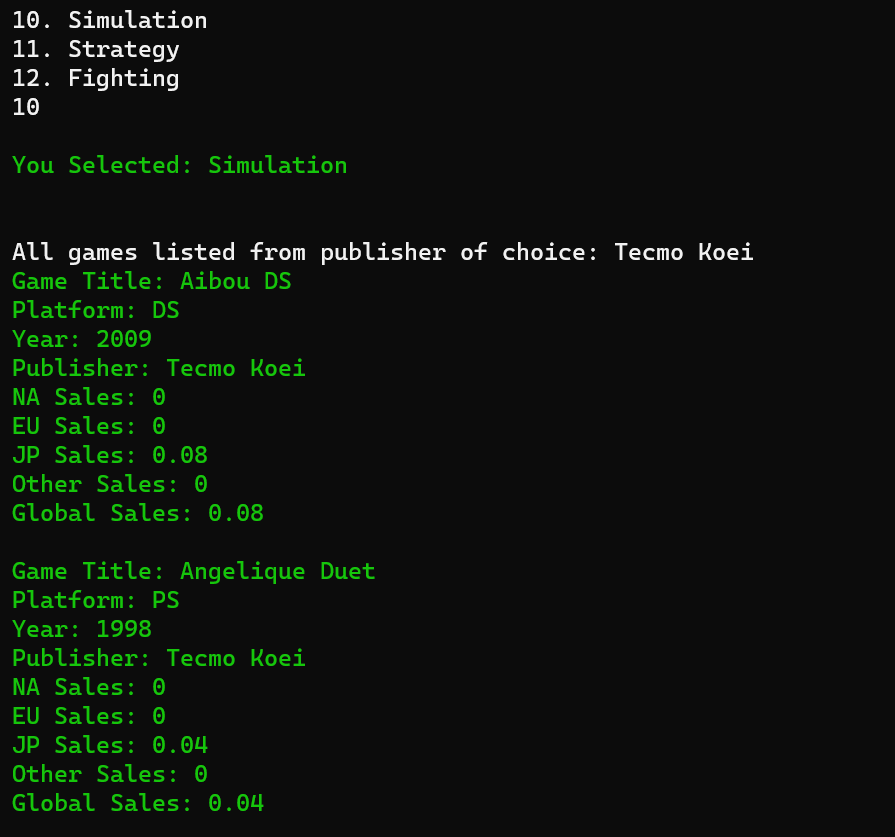 10. Simulation
11. Strategy
12. Fighting
10
You Selected: Simulation
All games listed from publisher of choice: Tecmo Koei
Game Title: Aibou DS
Platform: DS
Year: 2009
Publisher: Tecmo Koei
NA Sales: 0
EU Sales: 0
JP Sales: 0.08
Other Sales: 0
Global Sales: 0.08
Game Title: Angelique Duet
Platform: PS
Year: 1998
Publisher: Tecmo Koei
NA Sales: 0
EU Sales: 0
JP Sales: 0.04
Other Sales: 0
Global Sales: 0.04